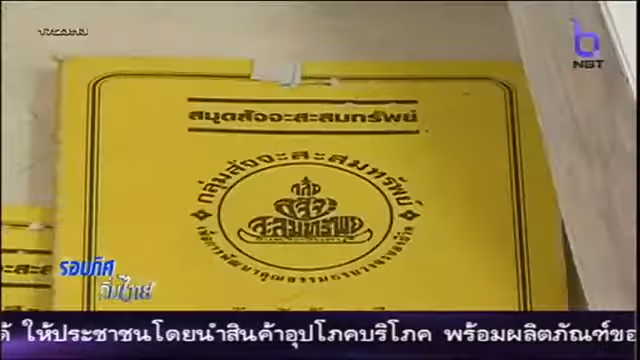 17:23:13
NBT
สมุดสัจจะสะสมทรัพย์
กลุ่มสัจจะสะสมทรัพย์
สัจจะ
สะสมทรัพย์
รอบทิศ
ถิ่นไทย
ให้ประชาชนโดยนำสินค้าอุปโภคบริโภค พร้อมผลิตภัณฑ์ขอ